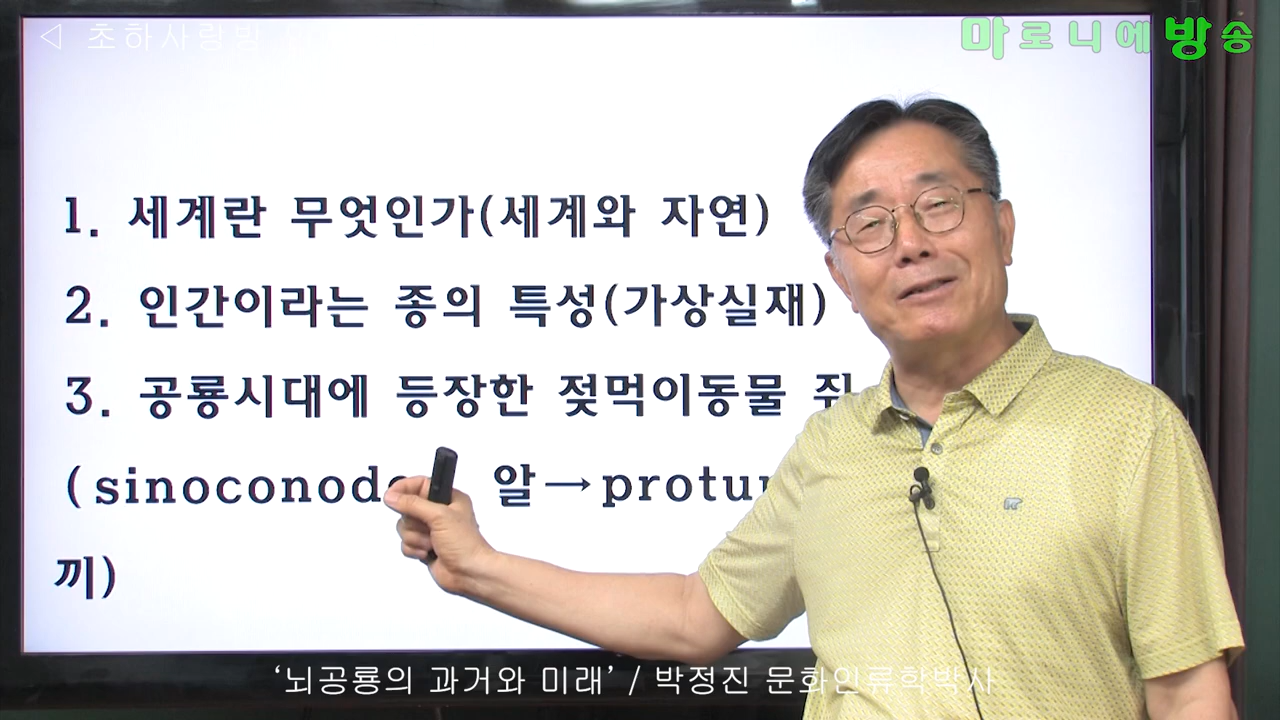 ◁ 초하사랑방
마로니에방송
1. 세계란 무엇인가(세계와 자연)
2. 인간이라는 종의 특성(가상실재)
3. 공룡시대에 등장한 젖먹이동물 쥐
알→
끼)
‘뇌공룡의 과거와 미래’ / 박정진 문화인류학박사